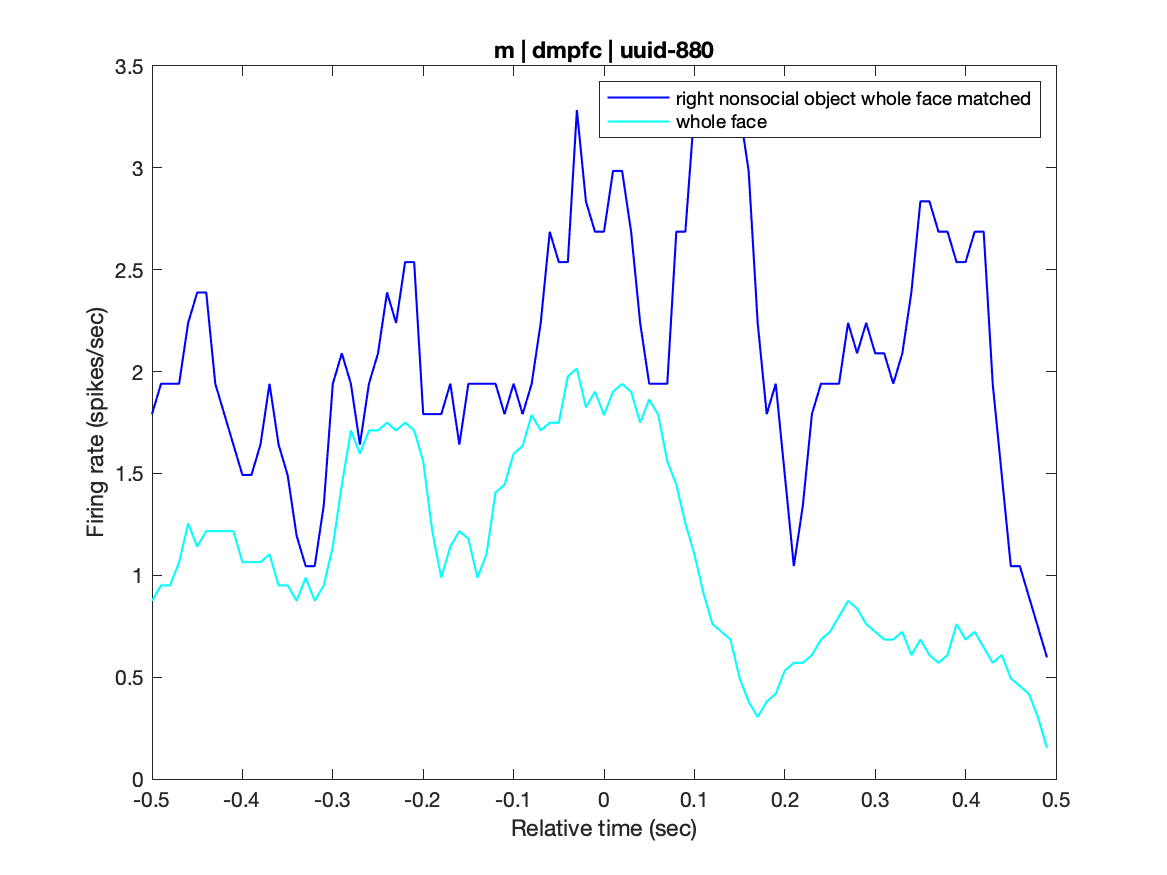 m | dmpfc | uuid-880
3.5
right nonsocial object whole face matched
whole face
3
2.5
2
1.5
1
0.5
0
Firing rate (spikes/sec)
-0.5 -0.4 -0.3 -0.2 -0.1 0 0.1 0.2 0.3 0.4 0.5
Relative time (sec)